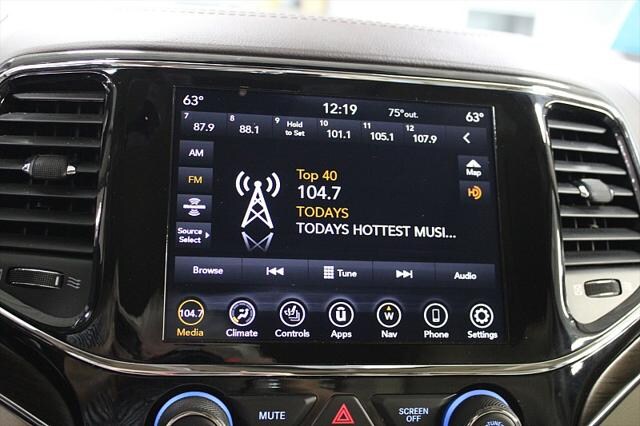 63°
12:19
75°out.
63°
7 87.9
8 88.1
9 Hold to Set
10 101.1
11 105.1
12 107.9
AM
FM
Source Select
Map
HD
Top 40
104.7
TODAYS
TODAYS HOTTEST MUSI...
Browse
Tune
Audio
104.7
W
Media
Climate
Controls
Apps
Nav
Phone
Settings
MUTE
SCREEN OFF
TUNE